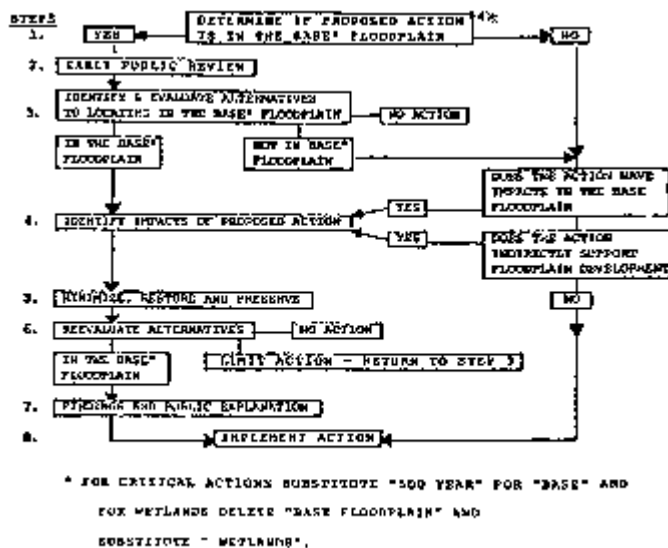 STEPS
1. YES
DETERMINE IF PROPOSED ACTION
IS IN THE BASE* FLOODPLAIN
NO
2. EARLY PUBLIC REVIEW
3. IDENTIFY & EVALUATE ALTERNATIVES
TO LOCATING IN THE BASE* FLOODPLAIN
NO ACTION
IN THE BASE*
FLOODPLAIN
NOT IN BASE*
FLOODPLAIN
DOES THE ACTION HAVE
IMPACTS IN THE BASE
FLOODPLAIN
YES
4. IDENTIFY IMPACTS OF PROPOSED ACTION
YES
DOES THE ACTION
INDIRECTLY SUPPORT
FLOODPLAIN DEVELOPMENT
NO
5. MINIMIZE, RESTORE AND PRESERVE
6. REEVALUATE ALTERNATIVES
NO ACTION
IN THE BASE*
FLOODPLAIN
LIMIT ACTION - RETURN TO STEP 3
7. FINDINGS AND PUBLIC EXPLANATION
8. IMPLEMENT ACTION
* FOR CRITICAL ACTIONS SUBSTITUTE "500 YEAR" FOR "BASE" AND
FOR WETLANDS DELETE "BASE FLOODPLAIN" AND
SUBSTITUTE " WETLANDS".